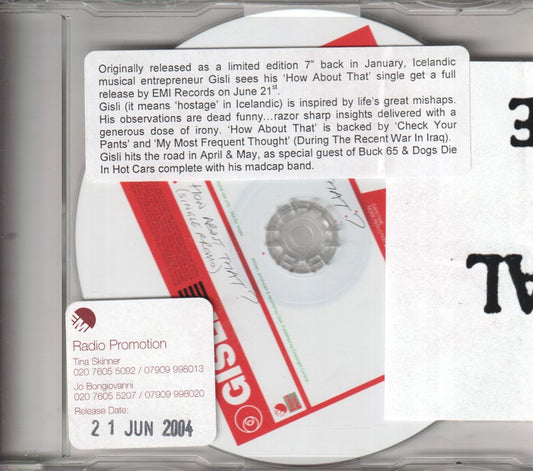 Originally released as a limited edition 7" back in January, Icelandic
musical entrepreneur Gisli sees his 'How About That' single get a full
release by EMI Records on June 21st.
Gisli (it means 'hostage' in Icelandic) is inspired by life's great mishaps.
His observations are dead funny…razor sharp insights delivered with a
generous dose of irony. 'How About That' is backed by 'Check Your
Pants' and 'My Most Frequent Thought' (During The Recent War In Iraq).
Gisli hits the road in April & May, as special guest of Buck 65 & Dogs Die
In Hot Cars complete with his madcap band.
HOW ABOUT THAT?
(SINGLE PROMO)
GISLI
E
AL
EMI
Radio Promotion
Tina Skinner
020 7605 5092 / 07909 998013
Jo Bongiovanni
020 7605 5207 / 07909 998020
Release Date:
21 JUN 2004